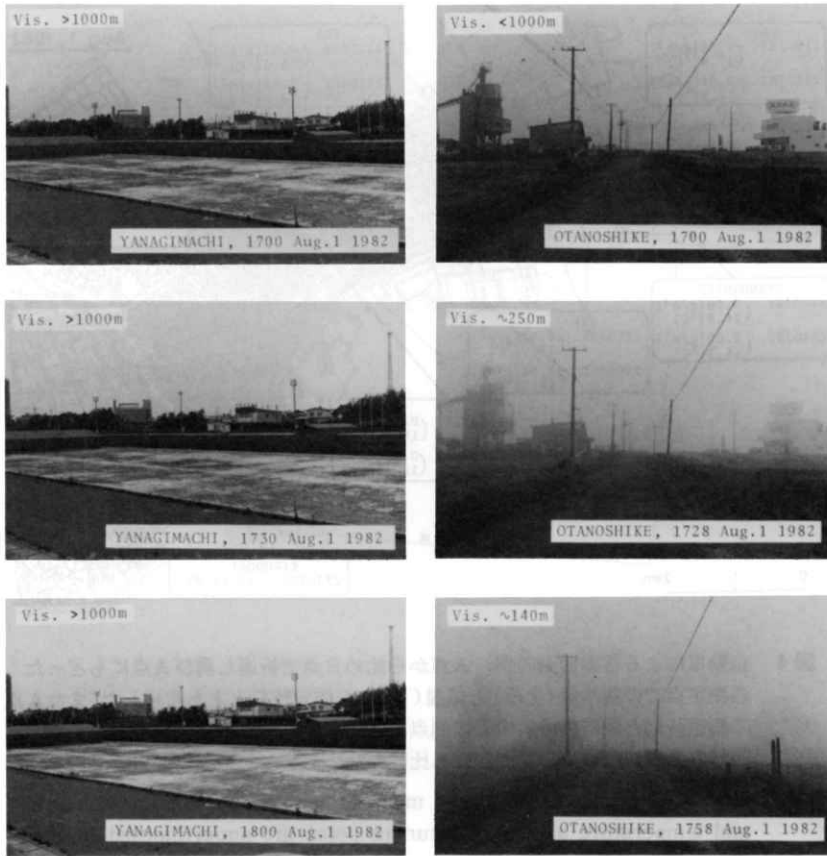 Vis. >1000m
YANAGIMACHI, 1700 Aug.1 1982
Vis. <1000m
OTANOSHIKE, 1700 Aug.1 1982
Vis. >1000m
YANAGIMACHI, 1730 Aug.1 1982
Vis. ~250m
OTANOSHIKE, 1728 Aug.1 1982
Vis. >1000m
YANAGIMACHI, 1800 Aug.1 1982
Vis. ~140m
OTANOSHIKE, 1758 Aug.1 1982